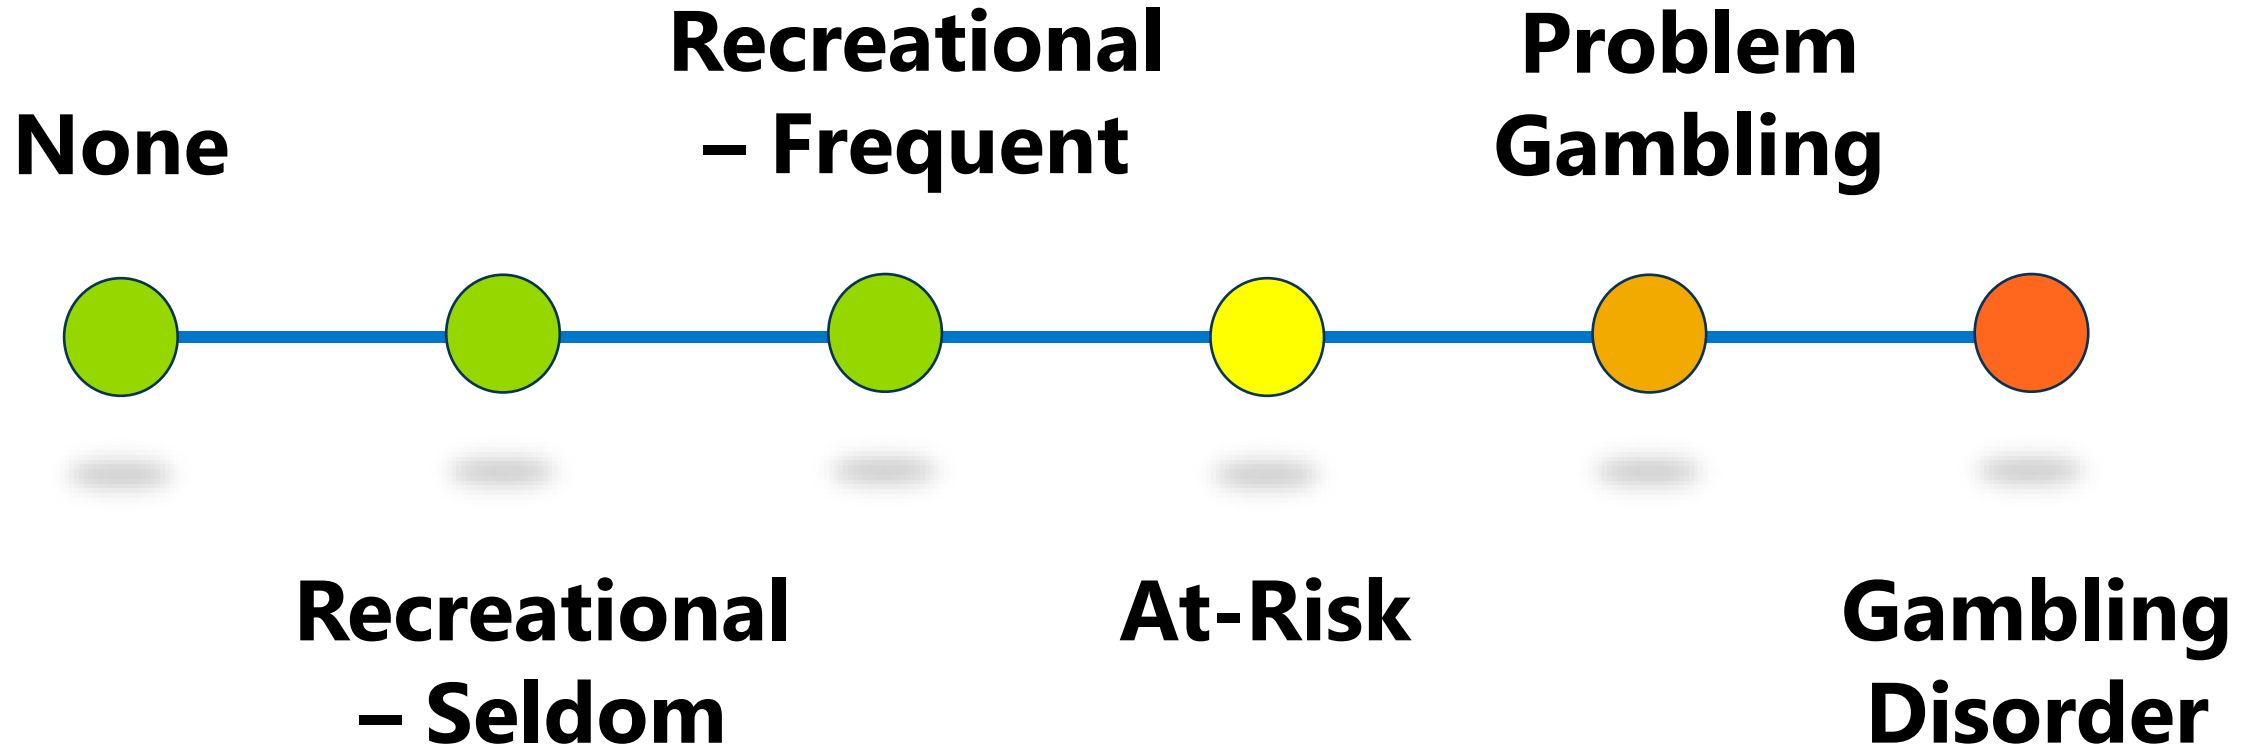 None
Recreational
– Seldom
Recreational
– Frequent
At-Risk
Problem
Gambling
Gambling
Disorder